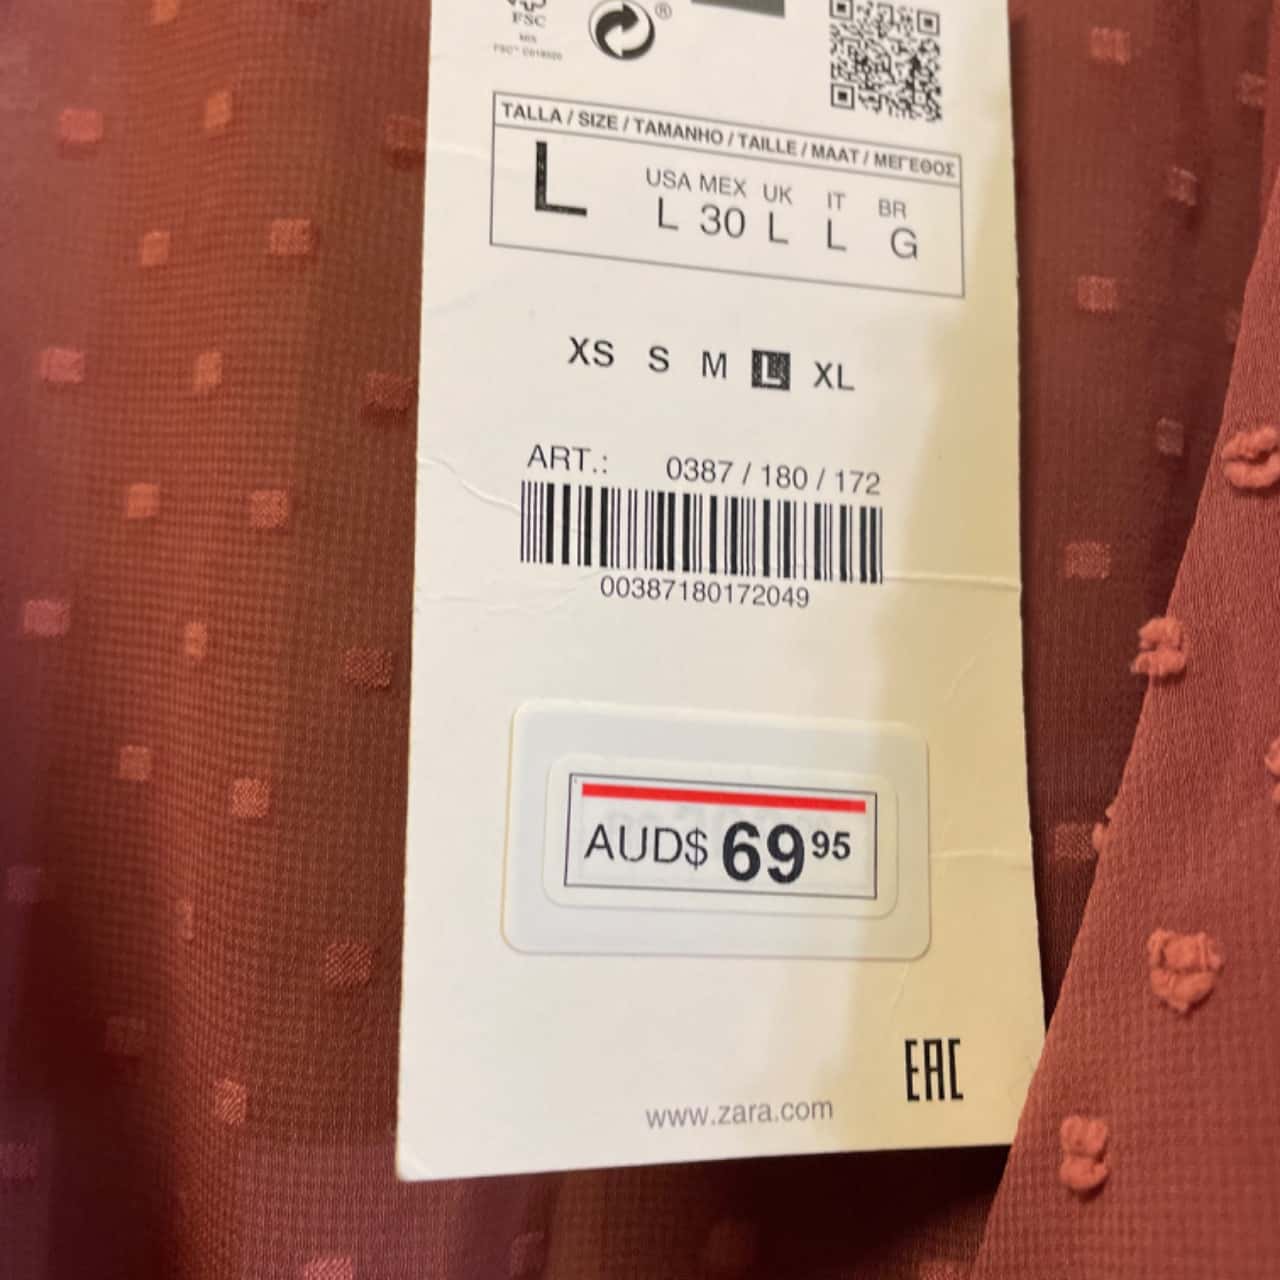 FSC
MIX
®
TALLA / SIZE / TAMANHO / TAILLE / MAAT / ΜΕΓΕΘΟΣ
L
USA MEX UK IT BR
L 30 L L G
XS S M L XL
ART.: 0387 / 180 / 172
00387180172049
AUD$ 69 95
www.zara.com
EAC